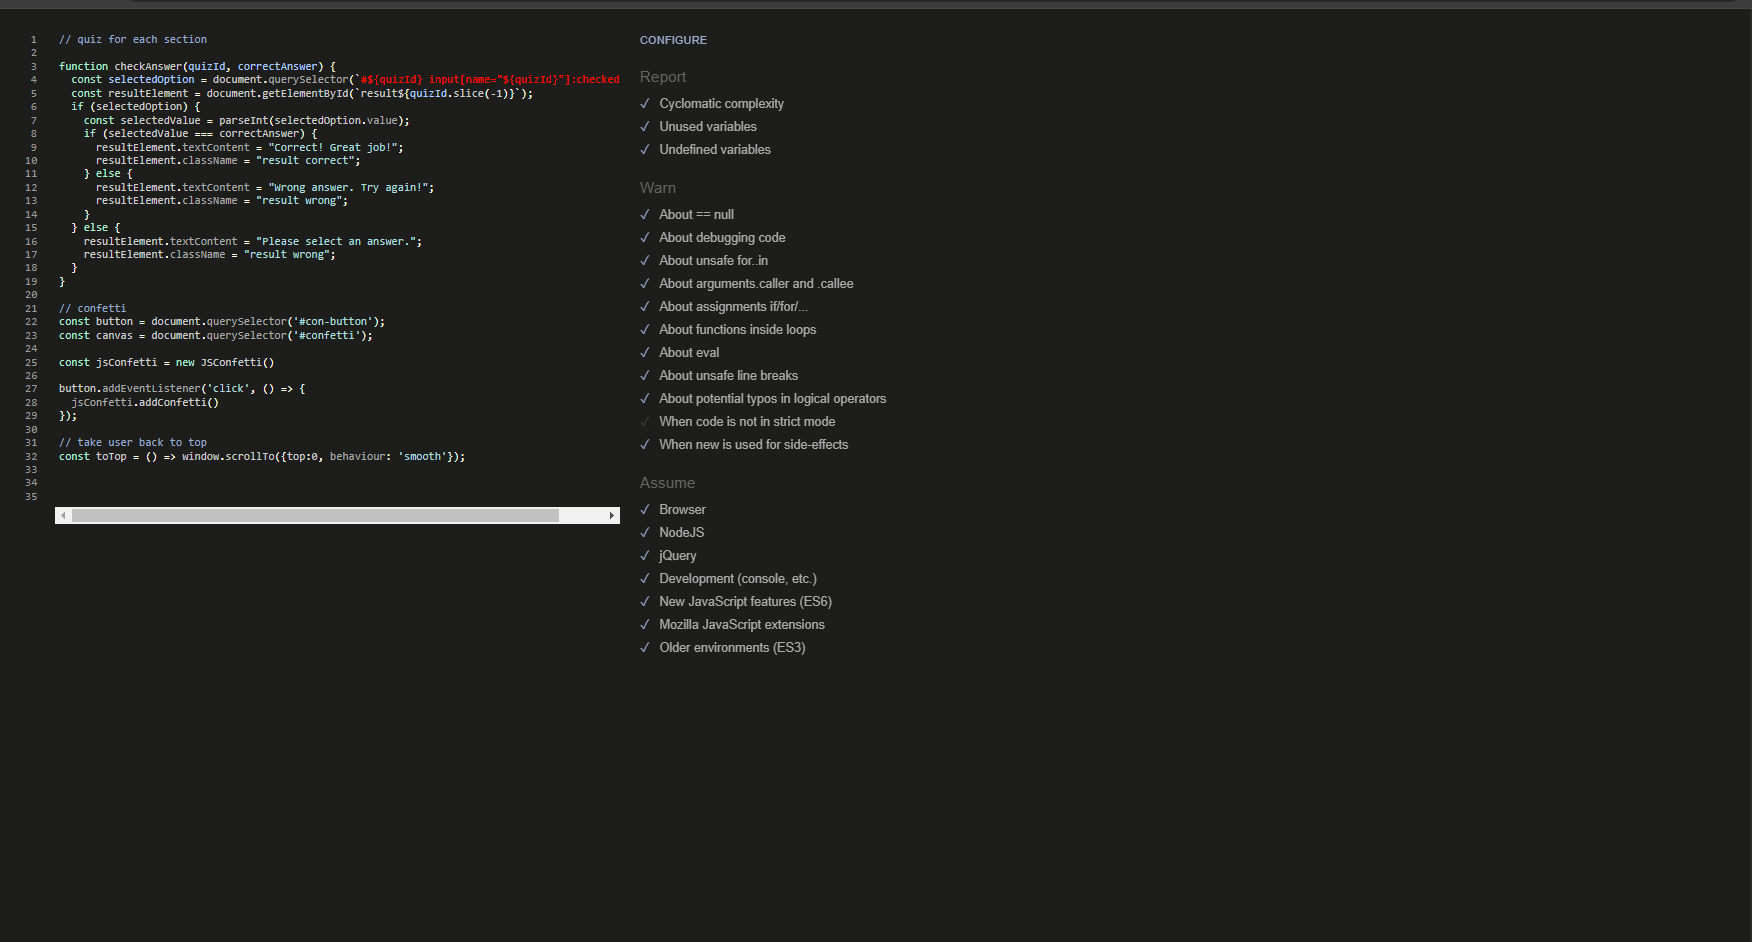 1 // quiz for each section
2
3 function checkAnswer(quizId, correctAnswer) {
4 const selectedOption = document.querySelector(`#${quizId} input[name="${quizId}"]:checked
5 const resultElement = document.getElementById(`result${quizId.slice(-1)}`);
6 if (selectedOption) {
7 const selectedValue = parseInt(selectedOption.value);
8 if (selectedValue === correctAnswer) {
9 resultElement.textContent = "Correct! Great job!";
10 resultElement.className = "result correct";
11 } else {
12 resultElement.textContent = "Wrong answer. Try again!";
13 resultElement.className = "result wrong";
14 }
15 } else {
16 resultElement.textContent = "Please select an answer.";
17 resultElement.className = "result wrong";
18 }
19 }
20
21 // confetti
22 const button = document.querySelector('#con-button');
23 const canvas = document.querySelector('#confetti');
24
25 const jsConfetti = new JSConfetti()
26
27 button.addEventListener('click', () => {
28 jsConfetti.addConfetti()
29 });
30
31 // take user back to top
32 const toTop = () => window.scrollTo({top:0, behaviour: 'smooth'});
33
34
35
CONFIGURE
Report
✓ Cyclomatic complexity
✓ Unused variables
✓ Undefined variables
Warn
✓ About == null
✓ About debugging code
✓ About unsafe for..in
✓ About arguments.caller and .callee
✓ About assignments if/for/...
✓ About functions inside loops
✓ About eval
✓ About unsafe line breaks
✓ About potential typos in logical operators
✓ When code is not in strict mode
✓ When new is used for side-effects
Assume
✓ Browser
✓ NodeJS
✓ jQuery
✓ Development (console, etc.)
✓ New JavaScript features (ES6)
✓ Mozilla JavaScript extensions
✓ Older environments (ES3)